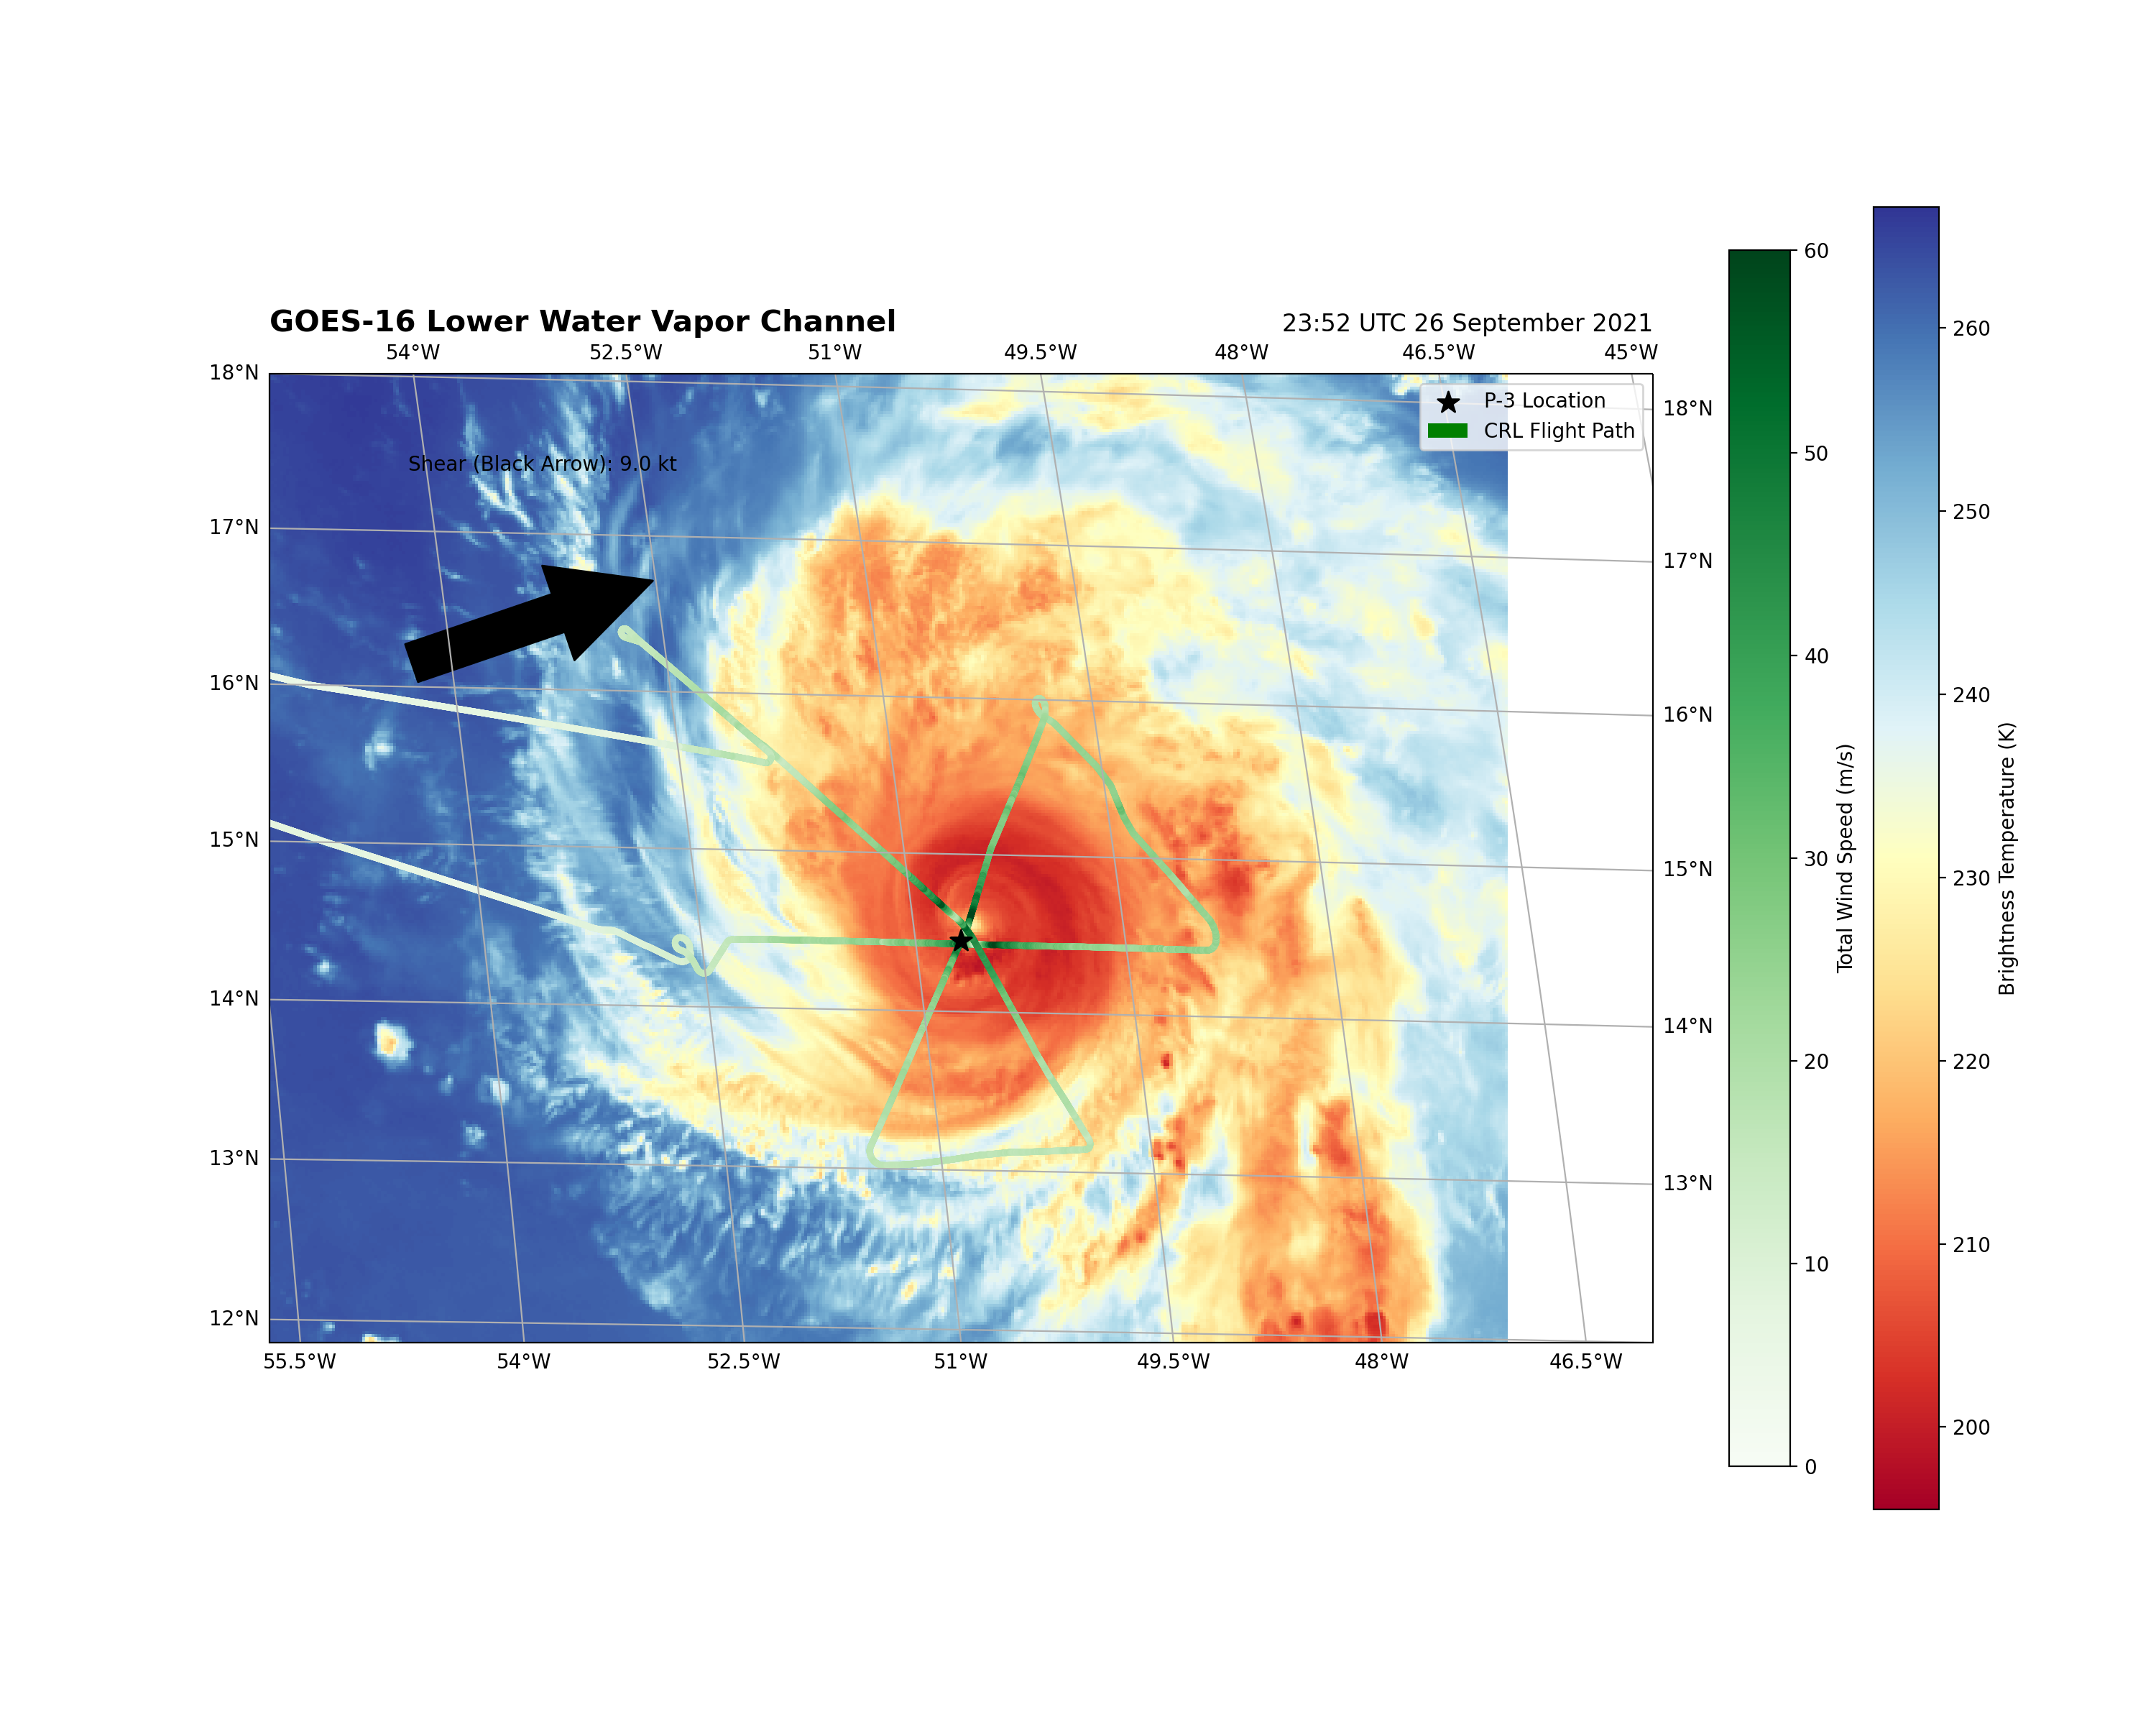 GOES-16 Lower Water Vapor Channel
23:52 UTC 26 September 2021
54°W 52.5°W 51°W 49.5°W 48°W 46.5°W 45°W
18°N
17°N
16°N
15°N
14°N
13°N
12°N
Shear (Black Arrow): 9.0 kt
P-3 Location
CRL Flight Path
18°N
17°N
16°N
15°N
14°N
13°N
55.5°W 54°W 52.5°W 51°W 49.5°W 48°W 46.5°W
60
50
40
30
20
10
0
Total Wind Speed (m/s)
260
250
240
230
220
210
200
Brightness Temperature (K)